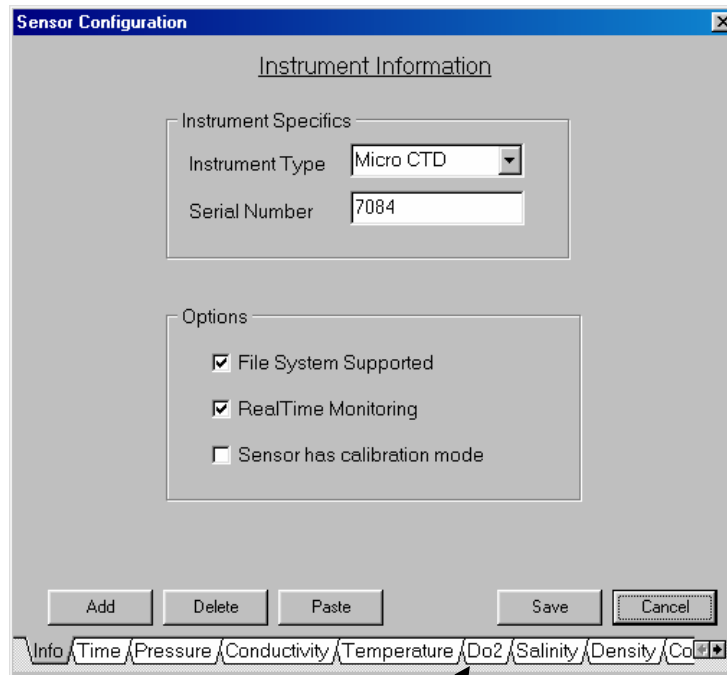 Sensor Configuration
Instrument Information
Instrument Specifics
Instrument Type Micro CTD
Serial Number 7084
Options
File System Supported
RealTime Monitoring
Sensor has calibration mode
Add Delete Paste Save Cancel
Info Time Pressure Conductivity Temperature Do2 Salinity Density Co